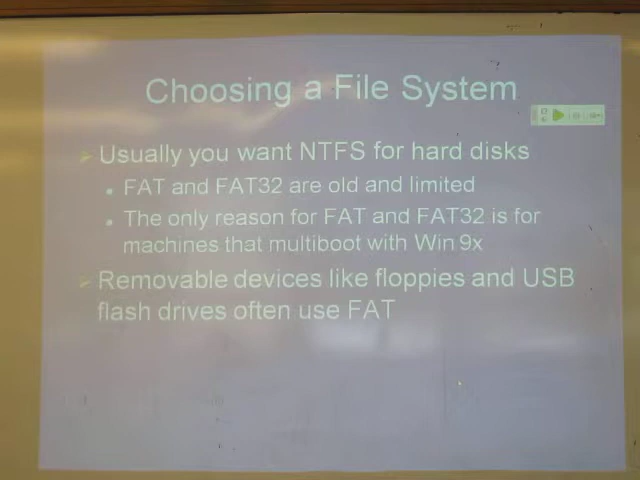 Choosing a File System
Usually you want NTFS for hard disks
FAT and FAT32 are old and limited
The only reason for FAT and FAT32 is for
machines that multiboot with Win 9x
Removable devices like floppies and USB
flash drives often use FAT